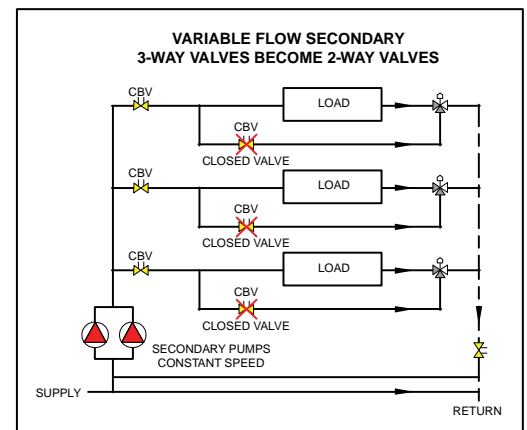 VARIABLE FLOW SECONDARY
3-WAY VALVES BECOME 2-WAY VALVES
CBV
LOAD
CBV
CLOSED VALVE
CBV
LOAD
CBV
CLOSED VALVE
CBV
LOAD
CBV
CLOSED VALVE
SECONDARY PUMPS
CONSTANT SPEED
SUPPLY
RETURN